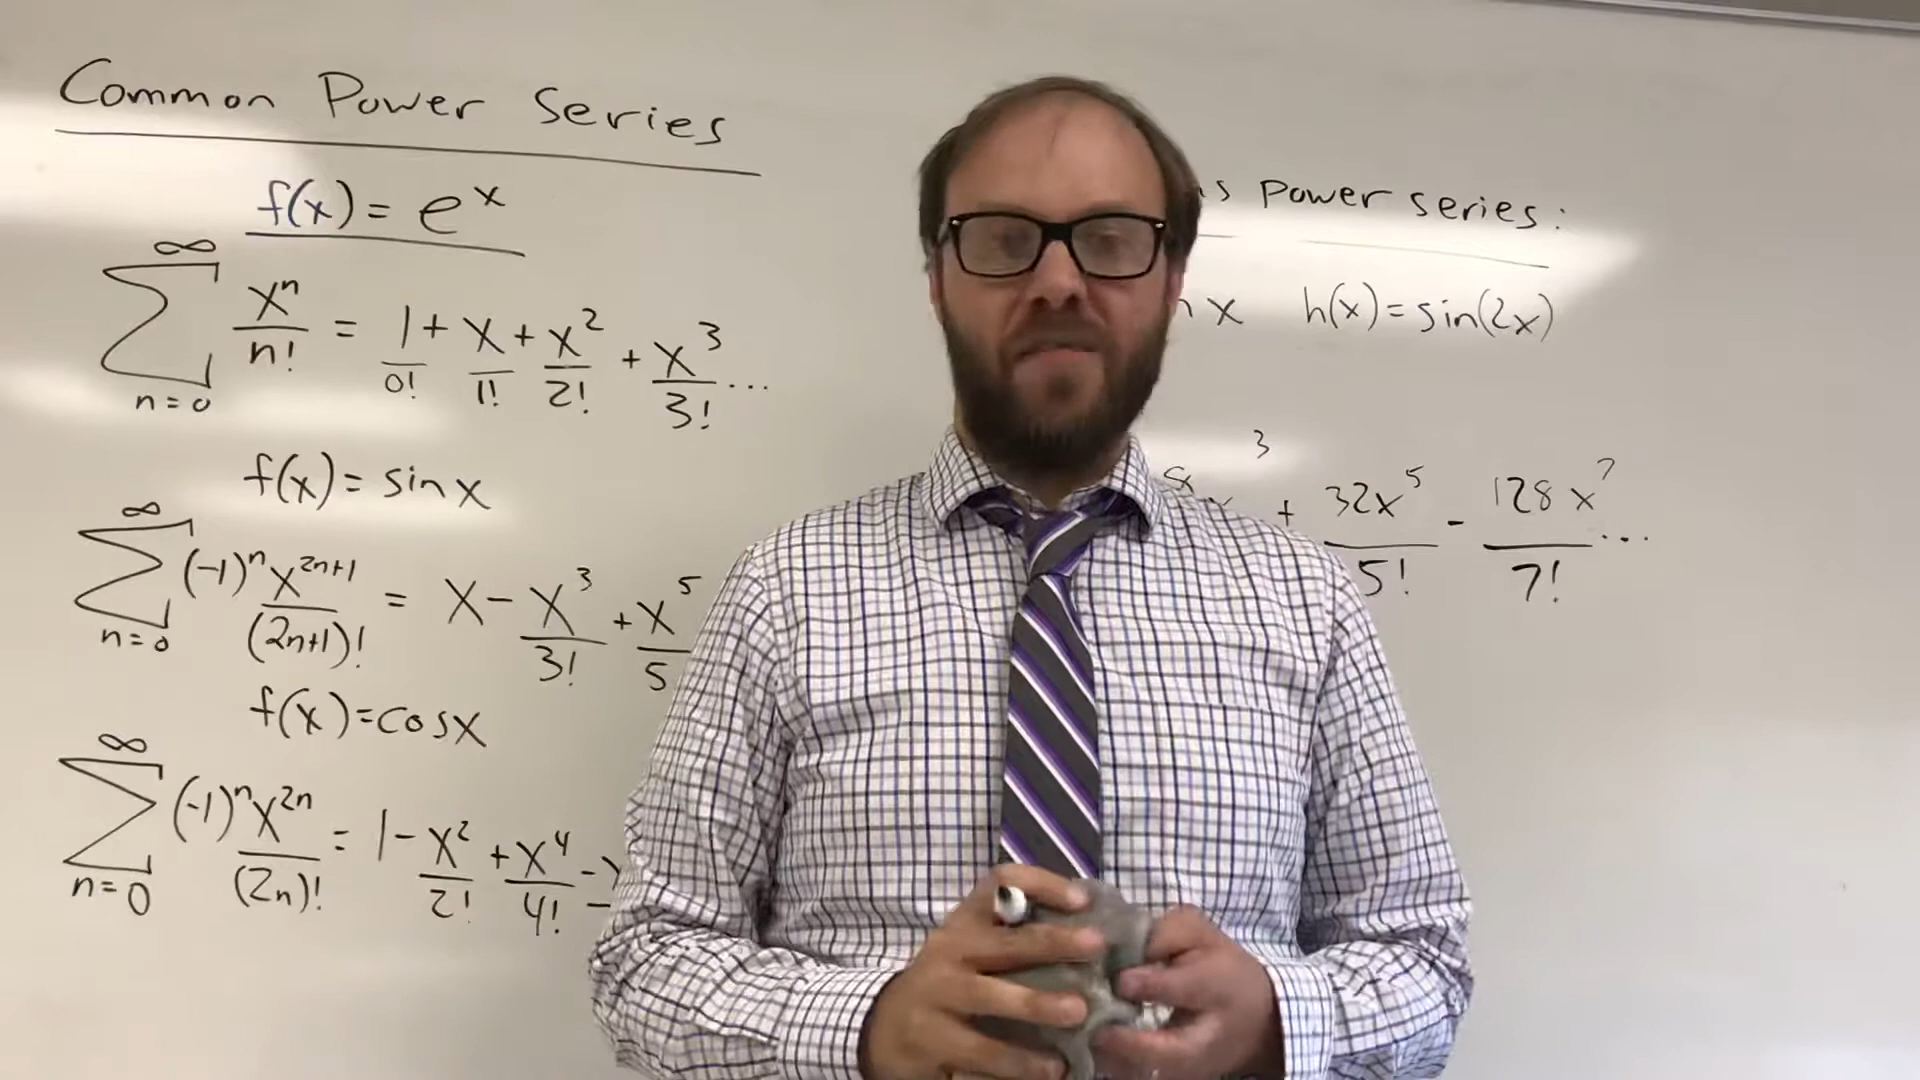 Common Power Series
f(x) = e^x
∞
∑ x^n/n! = 1/0! + x/1! + x^2/2! + x^3/3! ...
n=0
f(x) = sin x
∞
∑ (-1)^n x^(2n+1)/(2n+1)! = x - x^3/3! + x^5/5
n=0
f(x) = cos x
∞
∑ (-1)^n x^(2n)/(2n)! = 1 - x^2/2! + x^4/4! -
n=0
power series:
x h(x) = sin(2x)
+ 32x^5/5! - 128x^7/7! ...